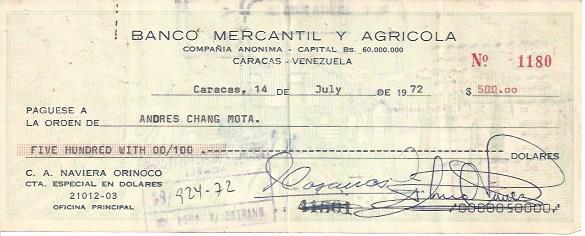 BANCO MERCANTIL Y AGRICOLA
COMPAÑIA ANONIMA - CAPITAL Bs. 60.000.000
CARACAS - VENEZUELA
Nº 1180
Caracas, 14 DE July DE 1972 $ 500.00
PAGUESE A
LA ORDEN DE ANDRES CHANG MOTA.
FIVE HUNDRED WITH 00/100 .---
DOLARES
C. A. NAVIERA ORINOCO
CTA. ESPECIAL EN DOLARES
21012-03
OFICINA PRINCIPAL
924-72
41501
0000050000